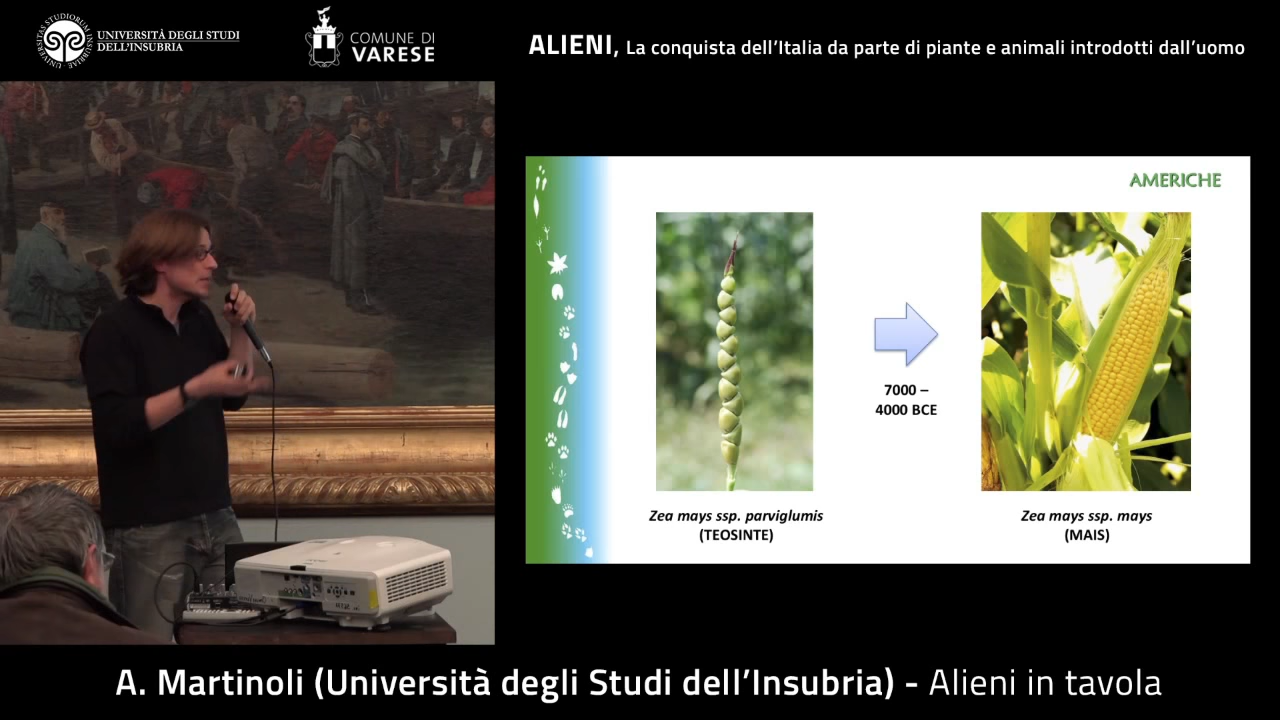 UNIVERSITÀ DEGLI STUDI
DELL'INSUBRIA
COMUNE DI
VARESE
ALIENI, La conquista dell'Italia da parte di piante e animali introdotti dall'uomo
AMERICHE
7000 –
4000 BCE
Zea mays ssp. parviglumis
(TEOSINTE)
Zea mays ssp. mays
(MAIS)
A. Martinoli (Università degli Studi dell'Insubria) - Alieni in tavola